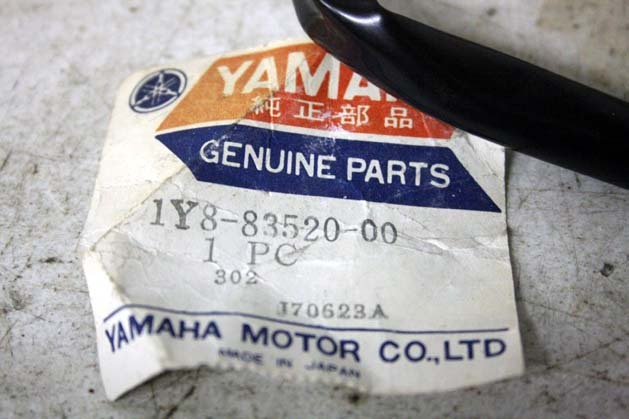 YAMAH
純正部品
GENUINE PARTS
1Y8-83520-00
1 PC
302
J70623A
YAMAHA MOTOR CO.,LTD
MADE IN JAPAN